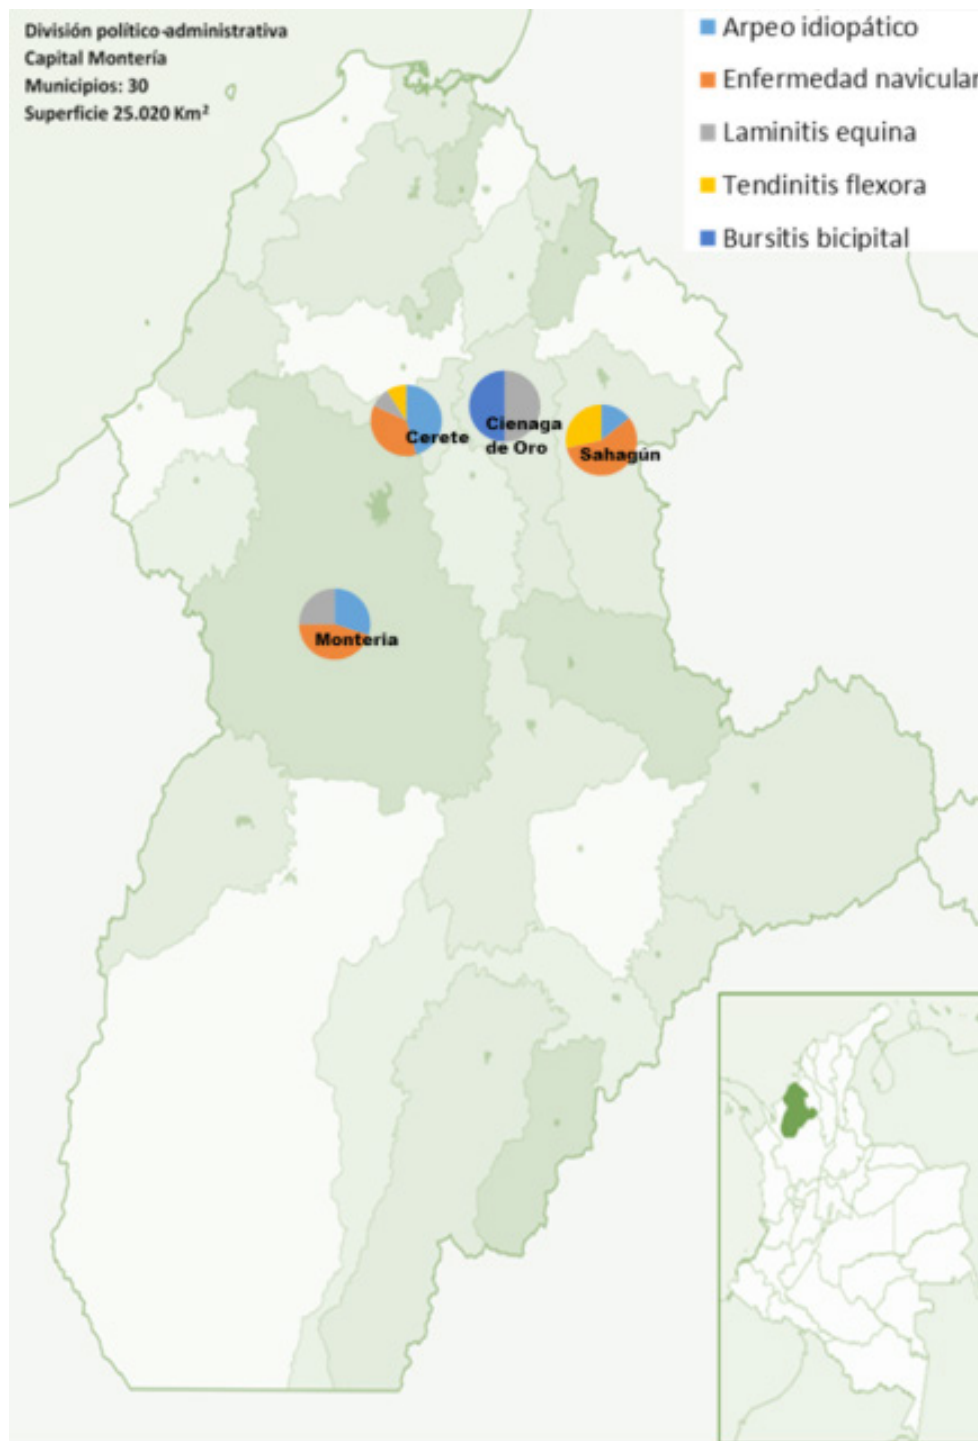 División político-administrativa
Capital Montería
Municipios: 30
Superficie 25.020 Km²
Arpeo idiopático
Enfermedad navicular
Laminitis equina
Tendinitis flexora
Bursitis bicipital
Cerete
Cienaga
de Oro
Sahagún
Monteria